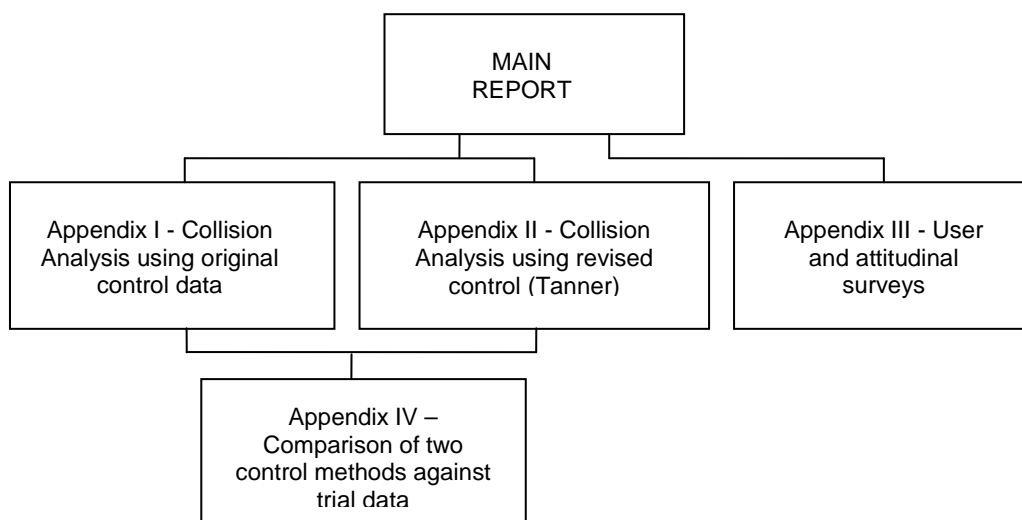 MAIN
REPORT
Appendix I - Collision
Analysis using original
control data
Appendix II - Collision
Analysis using revised
control (Tanner)
Appendix III - User
and attitudinal
surveys
Appendix IV –
Comparison of two
control methods against
trial data